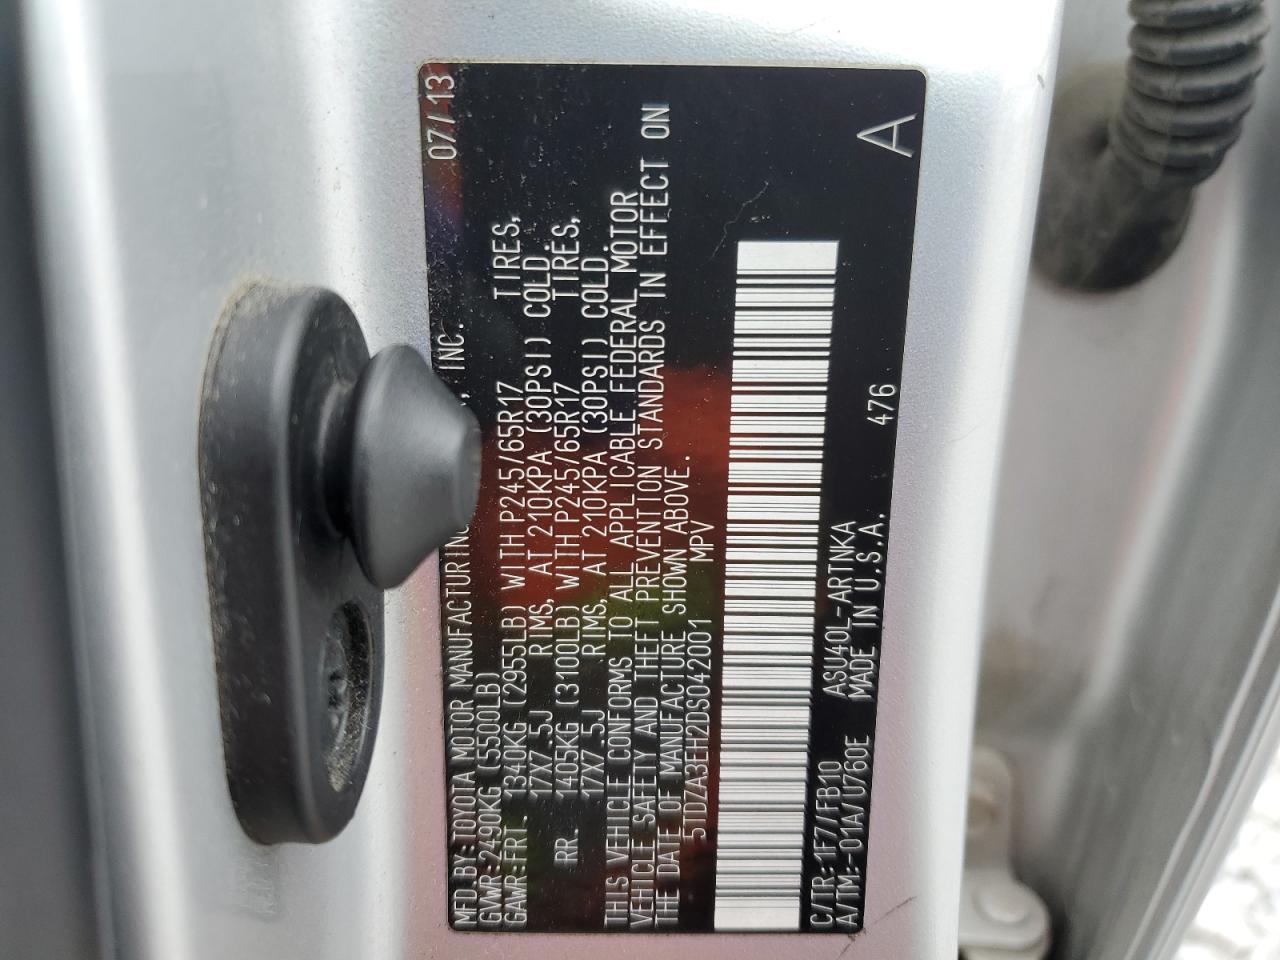 MFD BY: TOYOTA MOTOR MANUFACTURING, INC. 07/13
GVWR: 2490KG (5500LB)
GAWR: FRT. 1340KG (2955LB) WITH P245/65R17 TIRES,
17X7.5J RIMS, AT 210KPA (30PSI) COLD.
RR. 1405KG (3100LB) WITH P245/65R17 TIRES,
17X7.5J RIMS, AT 210KPA (30PSI) COLD.
THIS VEHICLE CONFORMS TO ALL APPLICABLE FEDERAL MOTOR
VEHICLE SAFETY AND THEFT PREVENTION STANDARDS IN EFFECT ON
THE DATE OF MANUFACTURE SHOWN ABOVE.
5TDZA3EH2DS042001 MPV
C/TR: 1F7/FB10 ASU40L-ARTNKA 476
A/TM: -01A/U760E MADE IN U.S.A.
A